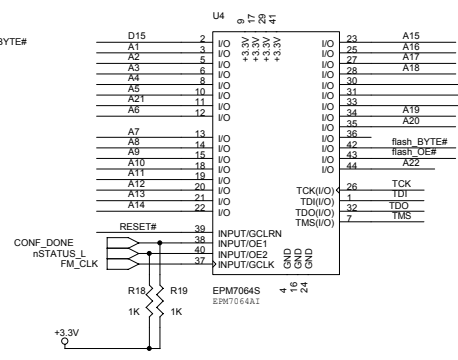 U4
9 17 29 41
+3.3V +3.3V +3.3V +3.3V
BYTE#
D15 2 I/O I/O 23 A15
A1 3 I/O I/O 25 A16
A2 5 I/O I/O 27 A17
A3 6 I/O I/O 28 A18
A4 8 I/O I/O 30
A5 10 I/O I/O 31
A21 11 I/O I/O 33
A6 12 I/O I/O 34 A19
I/O 35 A20
A7 13 I/O I/O 36
A8 14 I/O I/O 42 flash_BYTE#
A9 15 I/O I/O 43 flash_OE#
A10 18 I/O I/O 44 A22
A11 19 I/O
A12 20 I/O TCK(I/O) 26 TCK
A13 21 I/O TDI(I/O) 1 TDI
A14 22 I/O TDO(I/O) 32 TDO
TMS(I/O) 7 TMS
RESET# 39 INPUT/GCLRN
CONF_DONE 38 INPUT/OE1
nSTATUS_L 40 INPUT/OE2
FM_CLK 37 INPUT/GCLK
GND GND GND
4 16 24
R18 R19 EPM7064S
EPM7064AI
1K 1K
+3.3V